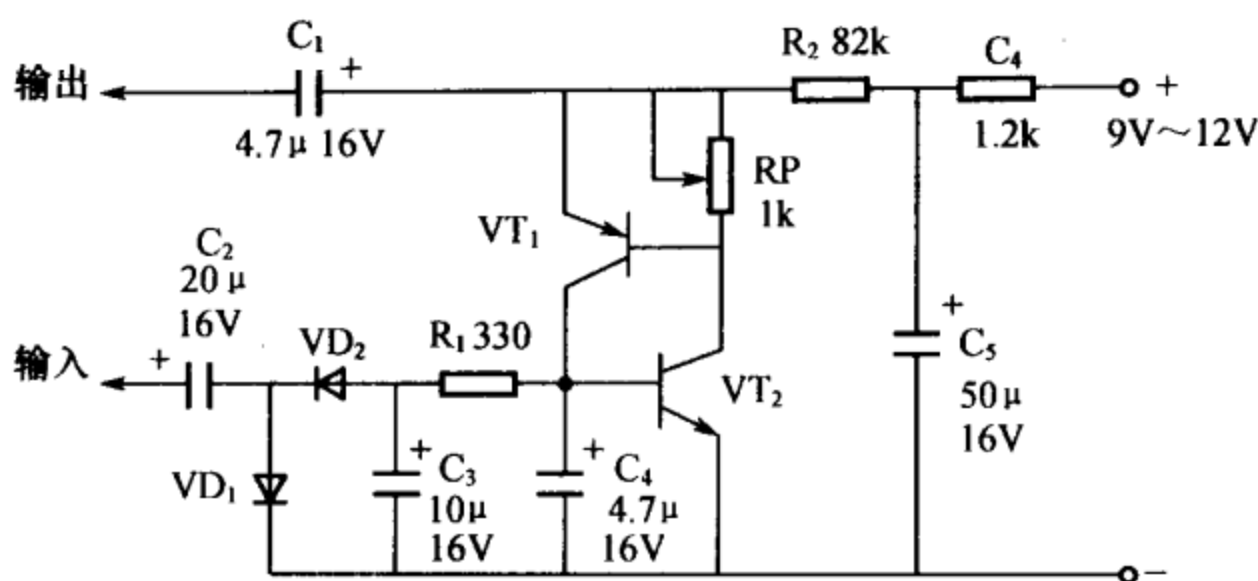 C₁
+
输出
4.7μ 16V
R₂ 82k
C₄
1.2k
+
9V～12V
RP
1k
VT₁
C₂
20μ
16V
+
输入
VD₂
R₁ 330
VT₂
+
C₅
50μ
16V
VD₁
+
C₃
10μ
16V
+
C₄
4.7μ
16V
−